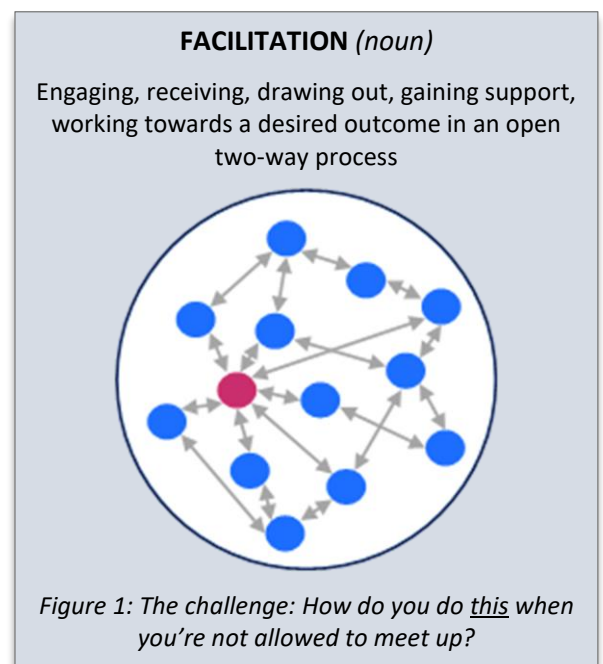 FACILITATION (noun)
Engaging, receiving, drawing out, gaining support,
working towards a desired outcome in an open
two-way process
Figure 1: The challenge: How do you do this when
you’re not allowed to meet up?